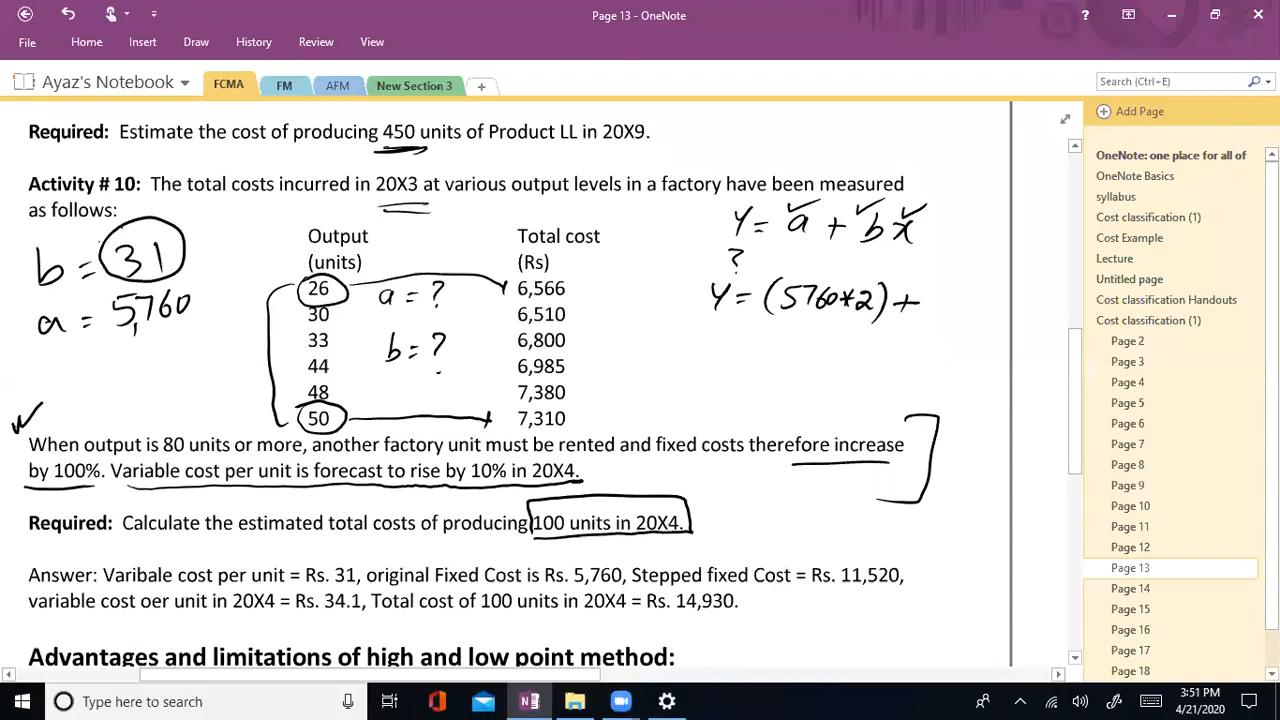 Page 13 - OneNote
?
File Home Insert Draw History Review View
Ayaz's Notebook FCMA FM AFM New Section 3 +
Search (Ctrl+E)
Required: Estimate the cost of producing 450 units of Product LL in 20X9.
Activity # 10: The total costs incurred in 20X3 at various output levels in a factory have been measured
as follows:
Output Total cost
(units) (Rs)
26 6,566
30 6,510
33 6,800
44 6,985
48 7,380
50 7,310
b = 31
a = 5,760
a = ?
b = ?
Y = a + bx
?
Y = (5760*2) +
When output is 80 units or more, another factory unit must be rented and fixed costs therefore increase
by 100%. Variable cost per unit is forecast to rise by 10% in 20X4.
Required: Calculate the estimated total costs of producing 100 units in 20X4.
Answer: Varibale cost per unit = Rs. 31, original Fixed Cost is Rs. 5,760, Stepped fixed Cost = Rs. 11,520,
variable cost oer unit in 20X4 = Rs. 34.1, Total cost of 100 units in 20X4 = Rs. 14,930.
Advantages and limitations of high and low point method:
Add Page
OneNote: one place for all of
OneNote Basics
syllabus
Cost classification (1)
Cost Example
Lecture
Untitled page
Cost classification Handouts
Cost classification (1)
Page 2
Page 3
Page 4
Page 5
Page 6
Page 7
Page 8
Page 9
Page 10
Page 11
Page 12
Page 13
Page 14
Page 15
Page 16
Page 17
Page 18
Type here to search
3:51 PM
4/21/2020